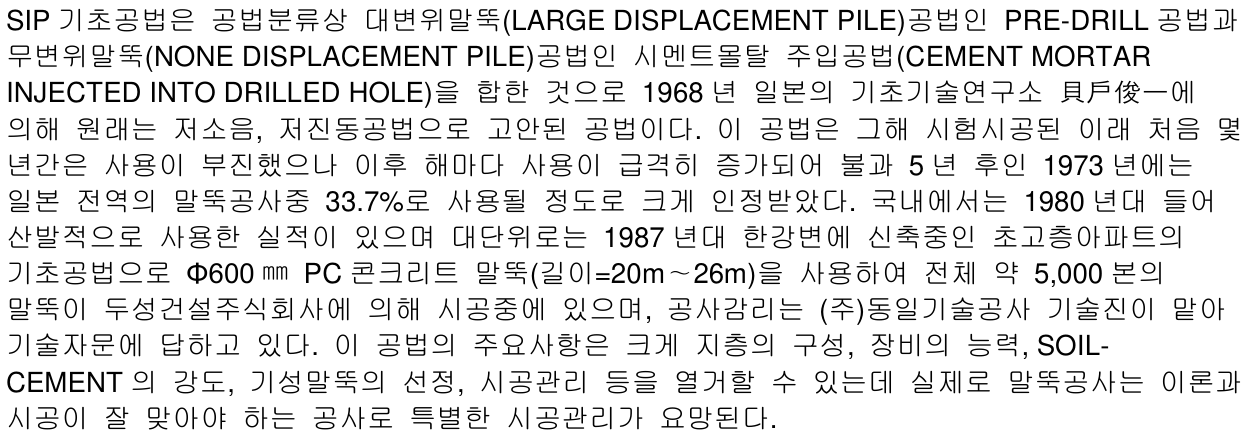 SIP 기초공법은 공법분류상 대변위말뚝(LARGE DISPLACEMENT PILE)공법인 PRE-DRILL 공법과
무변위말뚝(NONE DISPLACEMENT PILE)공법인 시멘트몰탈 주입공법(CEMENT MORTAR
INJECTED INTO DRILLED HOLE)을 합한 것으로 1968 년 일본의 기초기술연구소 貝戶俊一에
의해 원래는 저소음, 저진동공법으로 고안된 공법이다. 이 공법은 그해 시험시공된 이래 처음 몇
년간은 사용이 부진했으나 이후 해마다 사용이 급격히 증가되어 불과 5 년 후인 1973 년에는
일본 전역의 말뚝공사중 33.7%로 사용될 정도로 크게 인정받았다. 국내에서는 1980 년대 들어
산발적으로 사용한 실적이 있으며 대단위로는 1987 년대 한강변에 신축중인 초고층아파트의
기초공법으로 Φ600 ㎜ PC 콘크리트 말뚝(길이=20m～26m)을 사용하여 전체 약 5,000 본의
말뚝이 두성건설주식회사에 의해 시공중에 있으며, 공사감리는 (주)동일기술공사 기술진이 맡아
기술자문에 답하고 있다. 이 공법의 주요사항은 크게 지층의 구성, 장비의 능력, SOIL-
CEMENT 의 강도, 기성말뚝의 선정, 시공관리 등을 열거할 수 있는데 실제로 말뚝공사는 이론과
시공이 잘 맞아야 하는 공사로 특별한 시공관리가 요망된다.